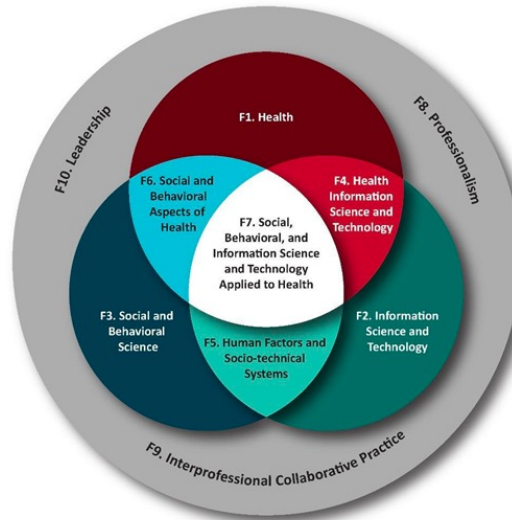 F10. Leadership
F8. Professionalism
F1. Health
F6. Social and
Behavioral
Aspects of
Health
F4. Health
Information
Science and
Technology
F7. Social,
Behavioral, and
Information Science
and Technology
Applied to Health
F3. Social and
Behavioral
Science
F2. Information
Science and
Technology
F5. Human Factors and
Socio-technical
Systems
F9. Interprofessional Collaborative Practice